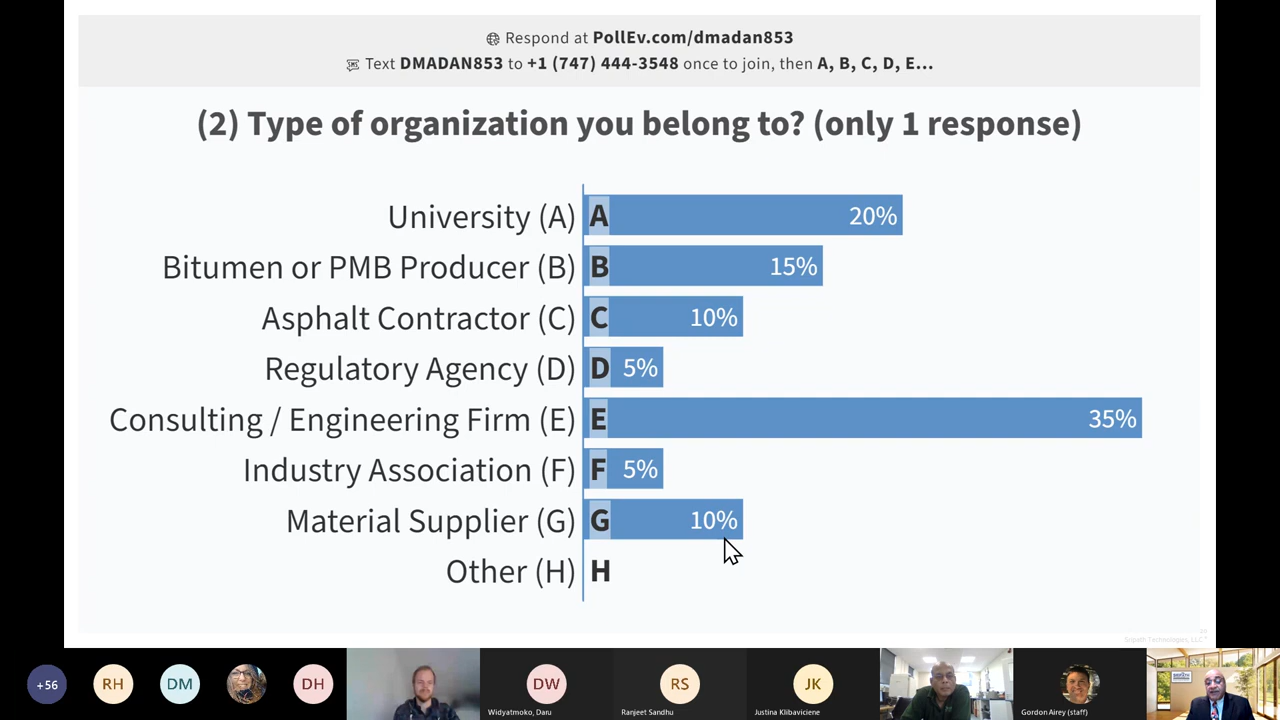 Respond at PollEv.com/dmadan853
Text DMADAN853 to +1 (747) 444-3548 once to join, then A, B, C, D, E...
(2) Type of organization you belong to? (only 1 response)
University (A) A 20%
Bitumen or PMB Producer (B) B 15%
Asphalt Contractor (C) C 10%
Regulatory Agency (D) D 5%
Consulting / Engineering Firm (E) E 35%
Industry Association (F) F 5%
Material Supplier (G) G 10%
Other (H) H
+56 RH DM DH DW RS JK
Widyatmoko, Daru
Ranjeet Sandhu
Justina Klibaviciene
Gordon Airey (staff)